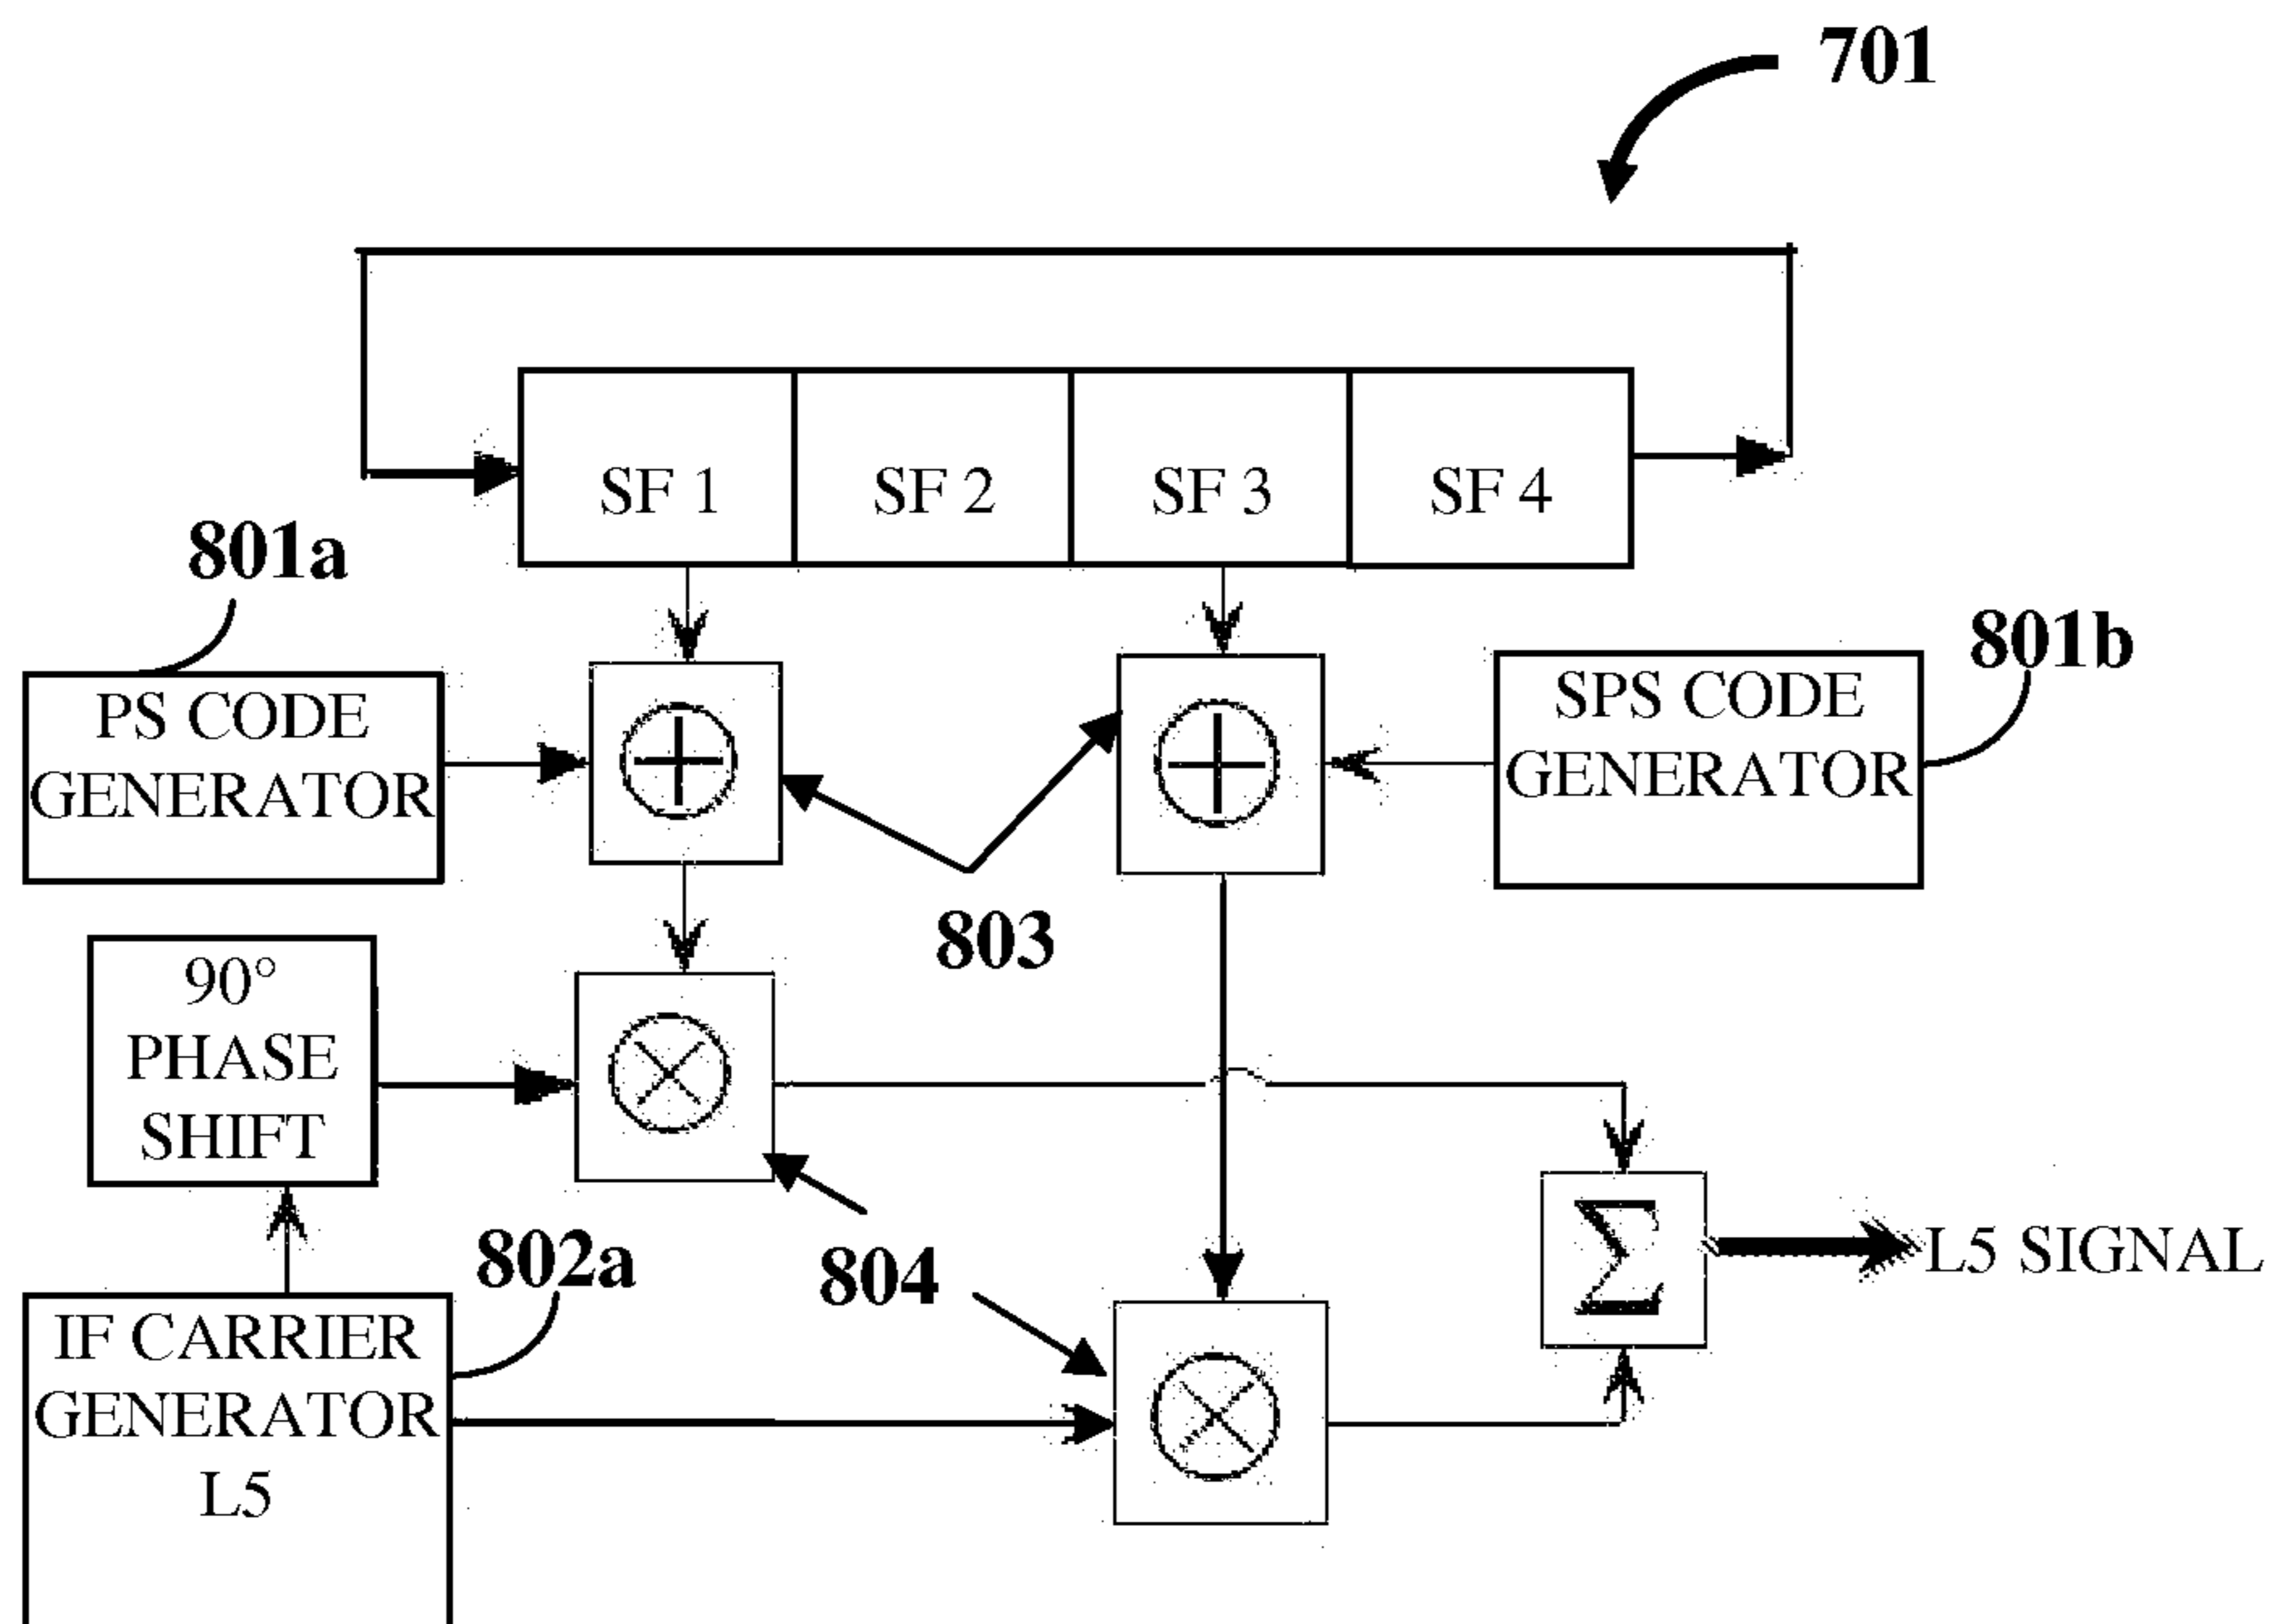 701
SF 1 SF 2 SF 3 SF 4
801a
801b
PS CODE
GENERATOR
SPS CODE
GENERATOR
803
90°
PHASE
SHIFT
802a
804
L5 SIGNAL
IF CARRIER
GENERATOR
L5